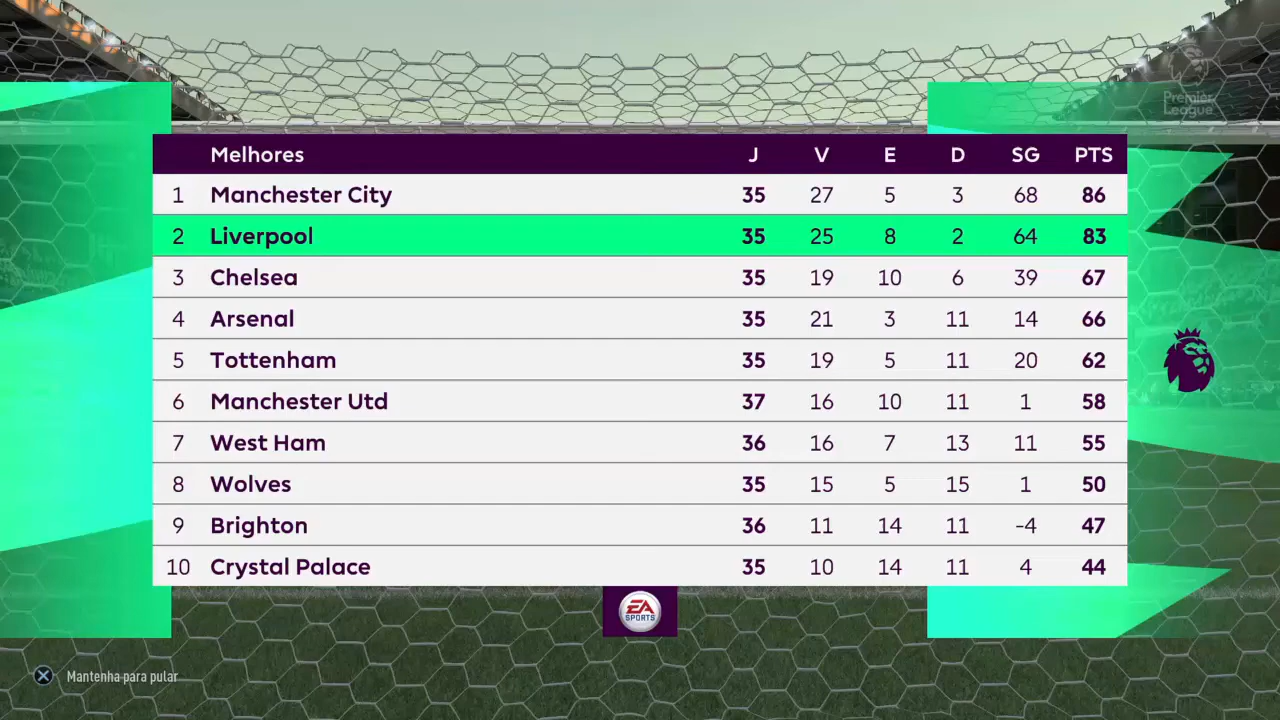 Premier
League
Melhores J V E D SG PTS
1 Manchester City 35 27 5 3 68 86
2 Liverpool 35 25 8 2 64 83
3 Chelsea 35 19 10 6 39 67
4 Arsenal 35 21 3 11 14 66
5 Tottenham 35 19 5 11 20 62
6 Manchester Utd 37 16 10 11 1 58
7 West Ham 36 16 7 13 11 55
8 Wolves 35 15 5 15 1 50
9 Brighton 36 11 14 11 -4 47
10 Crystal Palace 35 10 14 11 4 44
EA
SPORTS
Mantenha para pular